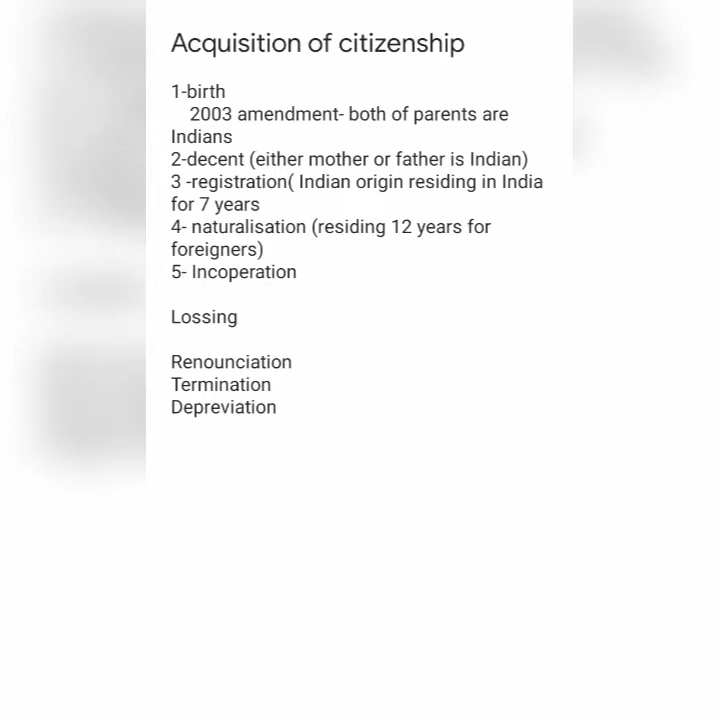 Acquisition of citizenship
1-birth
2003 amendment- both of parents are
Indians
2-decent (either mother or father is Indian)
3 -registration( Indian origin residing in India
for 7 years
4- naturalisation (residing 12 years for
foreigners)
5- Incoperation
Lossing
Renounciation
Termination
Depreviation